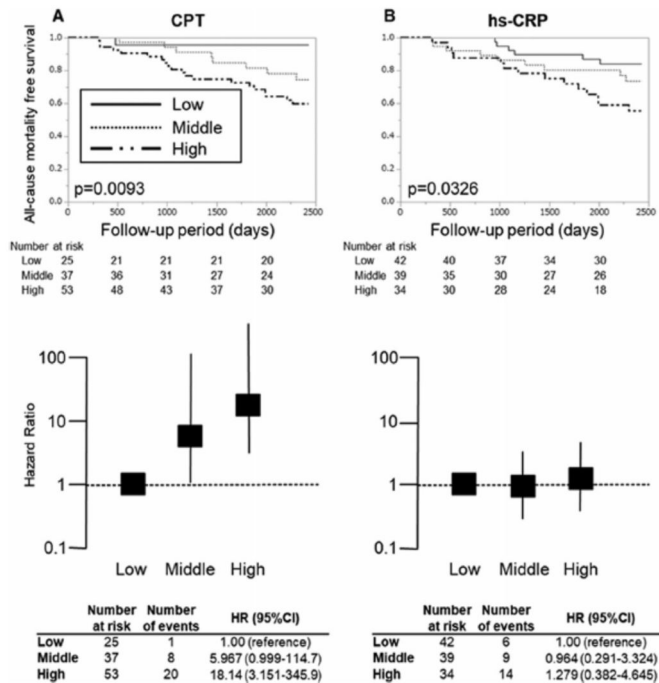 A CPT
All-cause mortality free survival
1.0
0.8
0.6
0.4
0.2
0.0
Low
Middle
High
p=0.0093
0 500 1000 1500 2000 2500
Follow-up period (days)
Number at risk
Low 25 21 21 21 20
Middle 37 36 31 27 24
High 53 48 43 37 30
B hs-CRP
1.0
0.8
0.6
0.4
0.2
0.0
p=0.0326
0 500 1000 1500 2000 2500
Follow-up period (days)
Number at risk
Low 42 40 37 34 30
Middle 39 35 30 27 26
High 34 30 28 24 18
Hazard Ratio
100
10
1
0.1
Low Middle High
100
10
1
0.1
Low Middle High
Number at risk Number of events HR (95%CI)
Low 25 1 1.00 (reference)
Middle 37 8 5.967 (0.999-114.7)
High 53 20 18.14 (3.151-345.9)
Number at risk Number of events HR (95%CI)
Low 42 6 1.00 (reference)
Middle 39 9 0.964 (0.291-3.324)
High 34 14 1.279 (0.382-4.645)